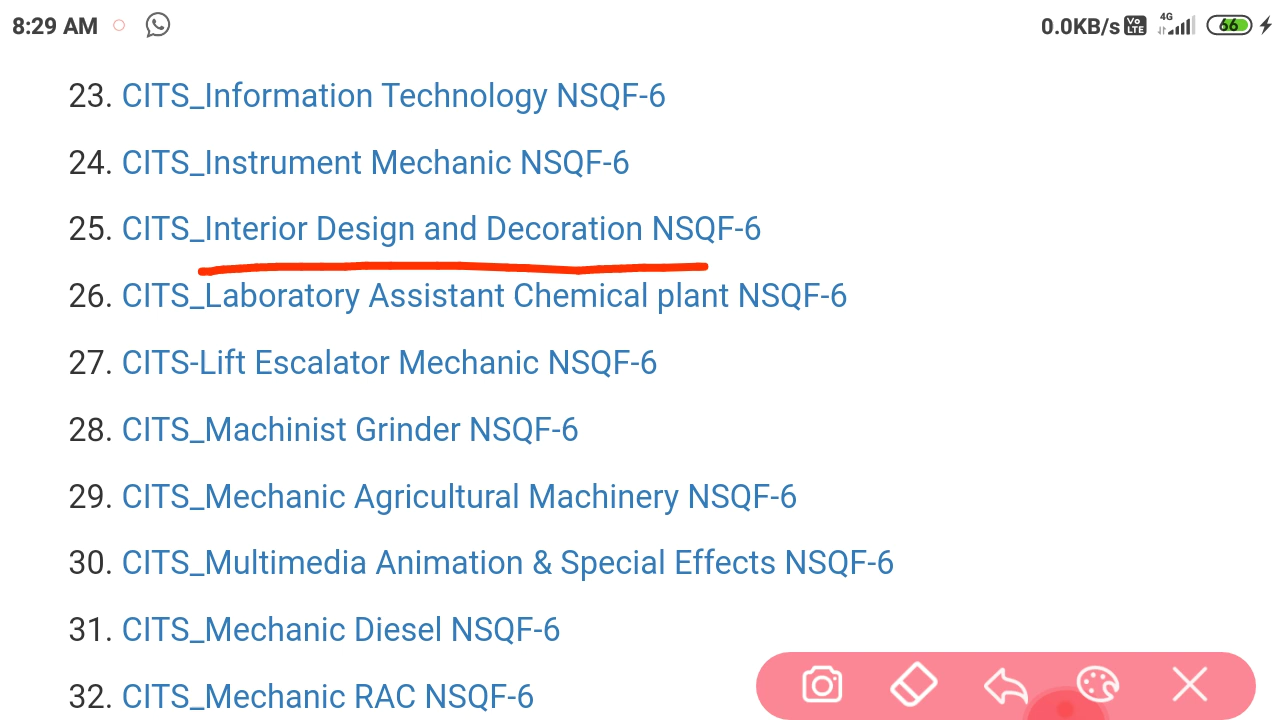 8:29 AM 0.0KB/s Vo LTE 4G 66
23. CITS_Information Technology NSQF-6
24. CITS_Instrument Mechanic NSQF-6
25. CITS_Interior Design and Decoration NSQF-6
26. CITS_Laboratory Assistant Chemical plant NSQF-6
27. CITS-Lift Escalator Mechanic NSQF-6
28. CITS_Machinist Grinder NSQF-6
29. CITS_Mechanic Agricultural Machinery NSQF-6
30. CITS_Multimedia Animation & Special Effects NSQF-6
31. CITS_Mechanic Diesel NSQF-6
32. CITS_Mechanic RAC NSQF-6